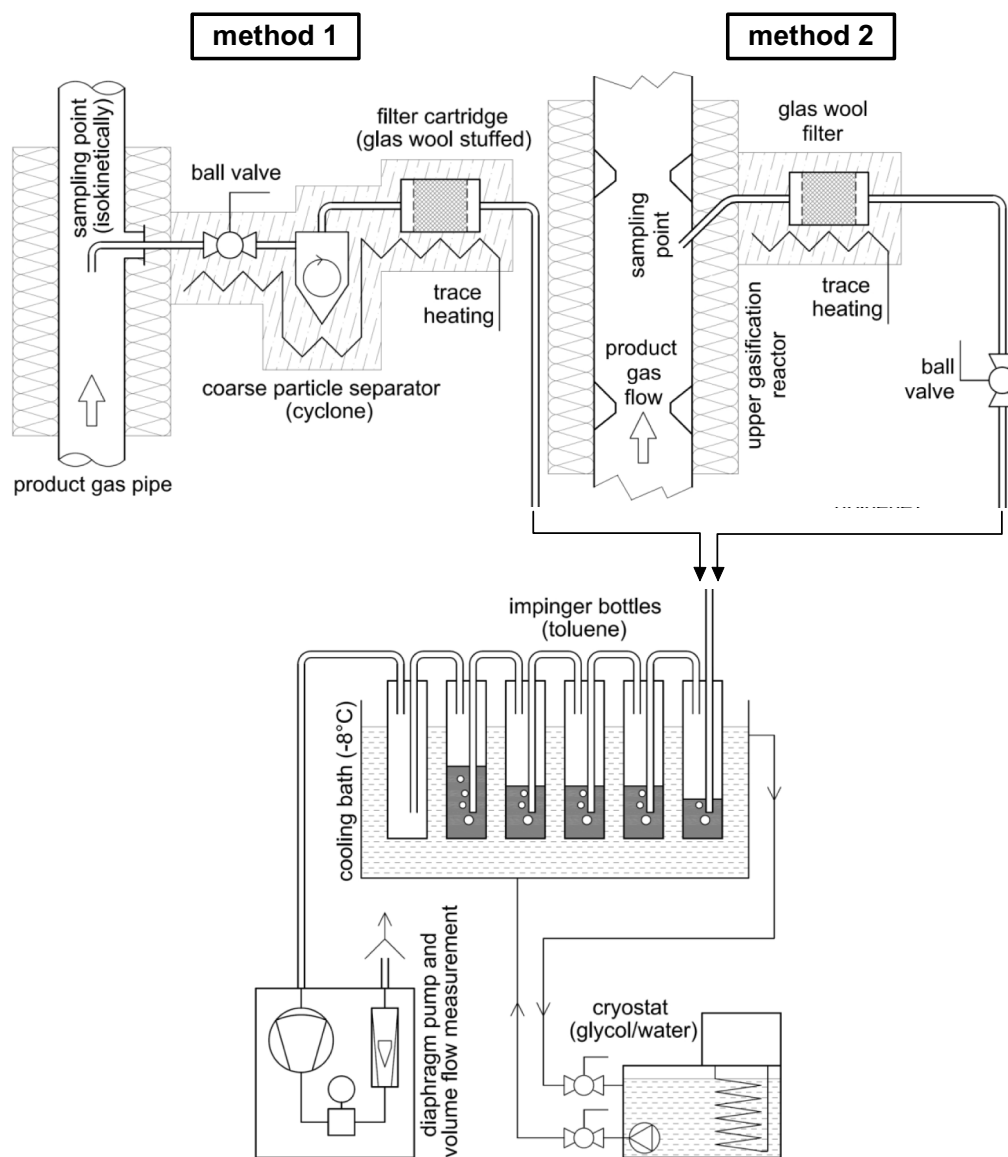 method 1
method 2
sampling point
(isokinetically)
ball valve
filter cartridge
(glas wool stuffed)
trace
heating
coarse particle separator
(cyclone)
product gas pipe
glas wool
filter
sampling
point
trace
heating
product
gas
flow
upper gasification
reactor
ball
valve
impinger bottles
(toluene)
cooling bath (-8°C)
diaphragm pump and
volume flow measurement
cryostat
(glycol/water)